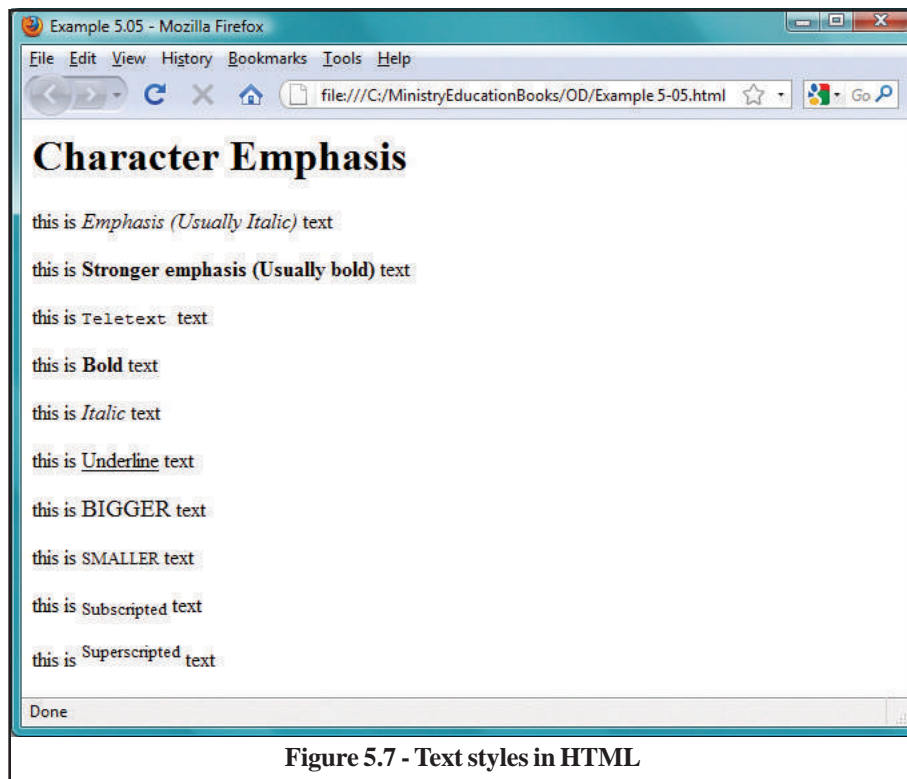 Example 5.05 - Mozilla Firefox
File Edit View History Bookmarks Tools Help
file:///C:/MinistryEducationBooks/OD/Example 5-05.html Go
Character Emphasis
this is Emphasis (Usually Italic) text
this is Stronger emphasis (Usually bold) text
this is Teletext text
this is Bold text
this is Italic text
this is Underline text
this is BIGGER text
this is SMALLER text
this is Subscripted text
this is Superscripted text
Done
Figure 5.7 - Text styles in HTML